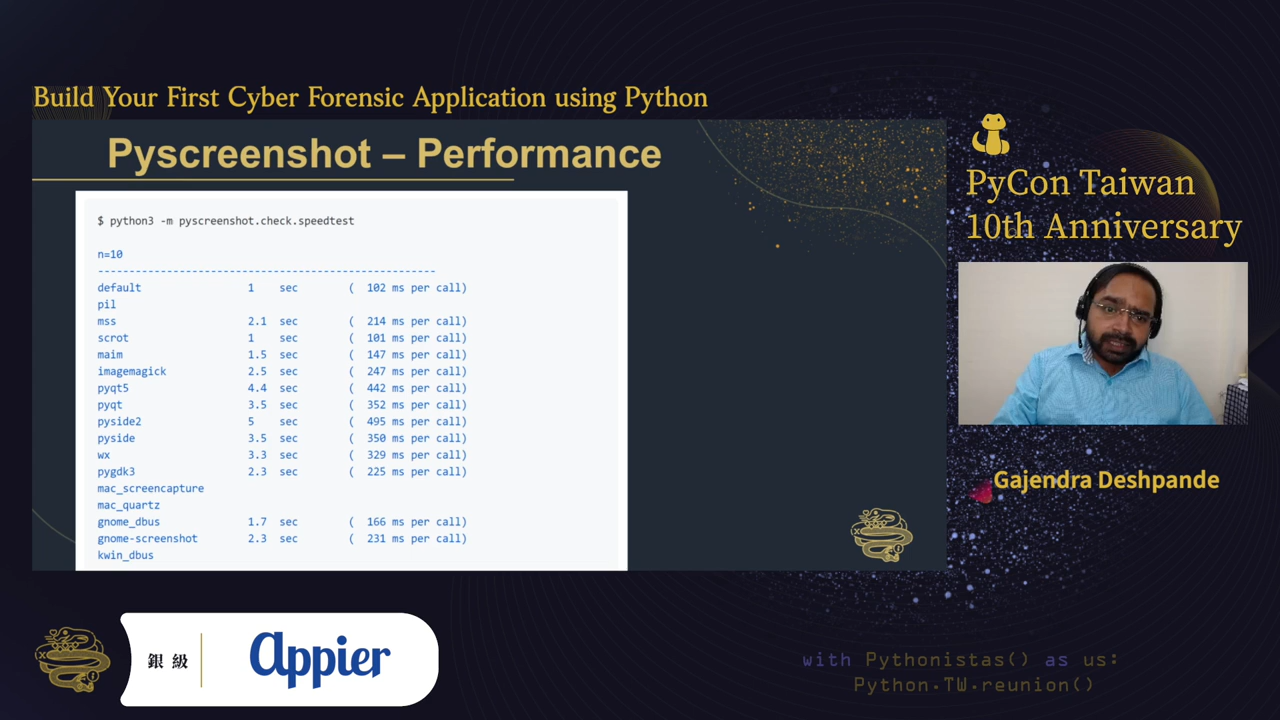 Build Your First Cyber Forensic Application using Python
Pyscreenshot – Performance
$ python3 -m pyscreenshot.check.speedtest
n=10
------------------------------------------------------
default 1 sec ( 102 ms per call)
pil
mss 2.1 sec ( 214 ms per call)
scrot 1 sec ( 101 ms per call)
maim 1.5 sec ( 147 ms per call)
imagemagick 2.5 sec ( 247 ms per call)
pyqt5 4.4 sec ( 442 ms per call)
pyqt 3.5 sec ( 352 ms per call)
pyside2 5 sec ( 495 ms per call)
pyside 3.5 sec ( 350 ms per call)
wx 3.3 sec ( 329 ms per call)
pygdk3 2.3 sec ( 225 ms per call)
mac_screencapture
mac_quartz
gnome_dbus 1.7 sec ( 166 ms per call)
gnome-screenshot 2.3 sec ( 231 ms per call)
kwin_dbus
PyCon Taiwan
10th Anniversary
Gajendra Deshpande
銀級
Appier
with Pythonistas() as us:
Python.TW.reunion()